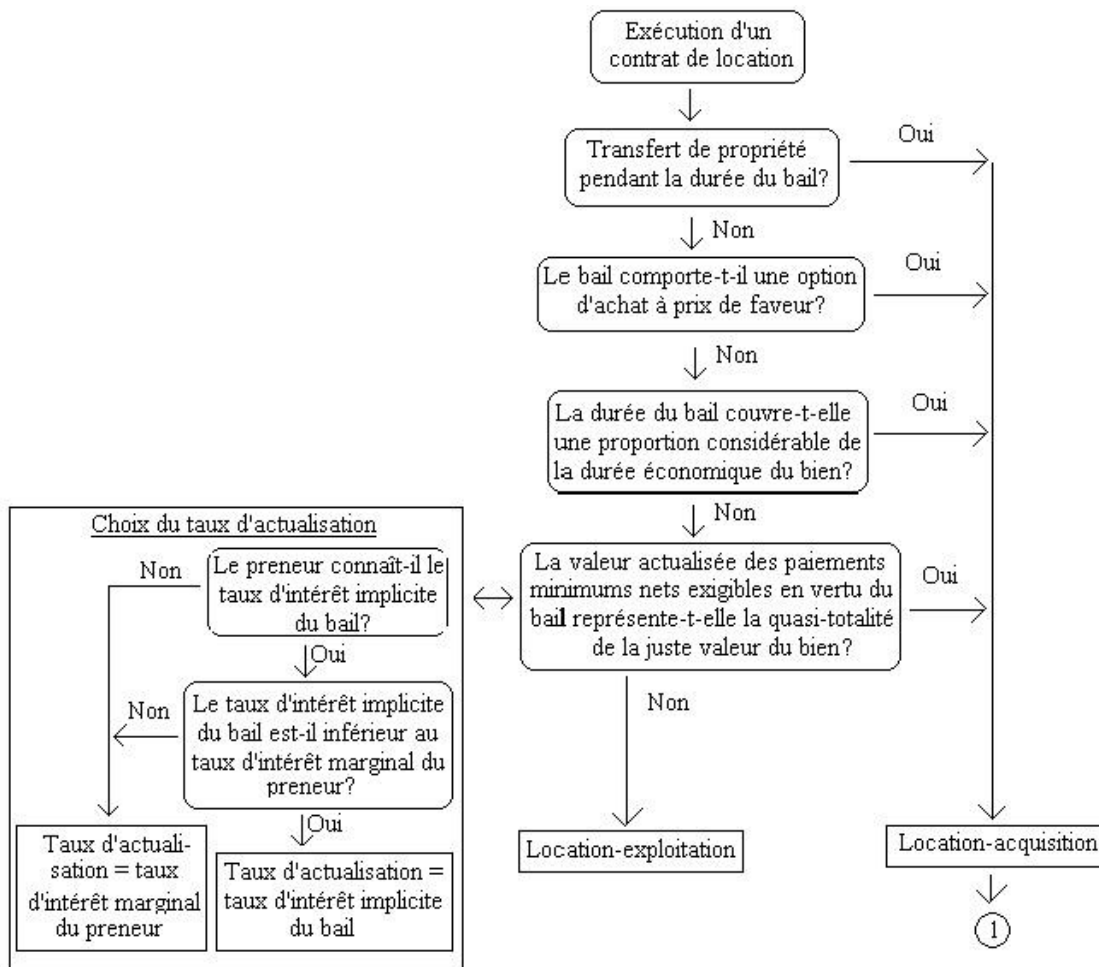 Exécution d'un
contrat de location
Oui
Transfert de propriété
pendant la durée du bail?
Non
Oui
Le bail comporte-t-il une option
d'achat à prix de faveur?
Non
Oui
La durée du bail couvre-t-elle
une proportion considérable de
la durée économique du bien?
Non
Choix du taux d'actualisation
Non
Le preneur connaît-il le
taux d'intérêt implicite
du bail?
Oui
Non
Le taux d'intérêt implicite
du bail est-il inférieur au
taux d'intérêt marginal du
preneur?
Oui
Taux d'actuali-
sation = taux
d'intérêt marginal
du preneur
Taux d'actualisation =
taux d'intérêt implicite
du bail
La valeur actualisée des paiements
minimums nets exigibles en vertu du
bail représente-t-elle la quasi-totalité
de la juste valeur du bien?
Oui
Non
Location-exploitation
Location-acquisition
1